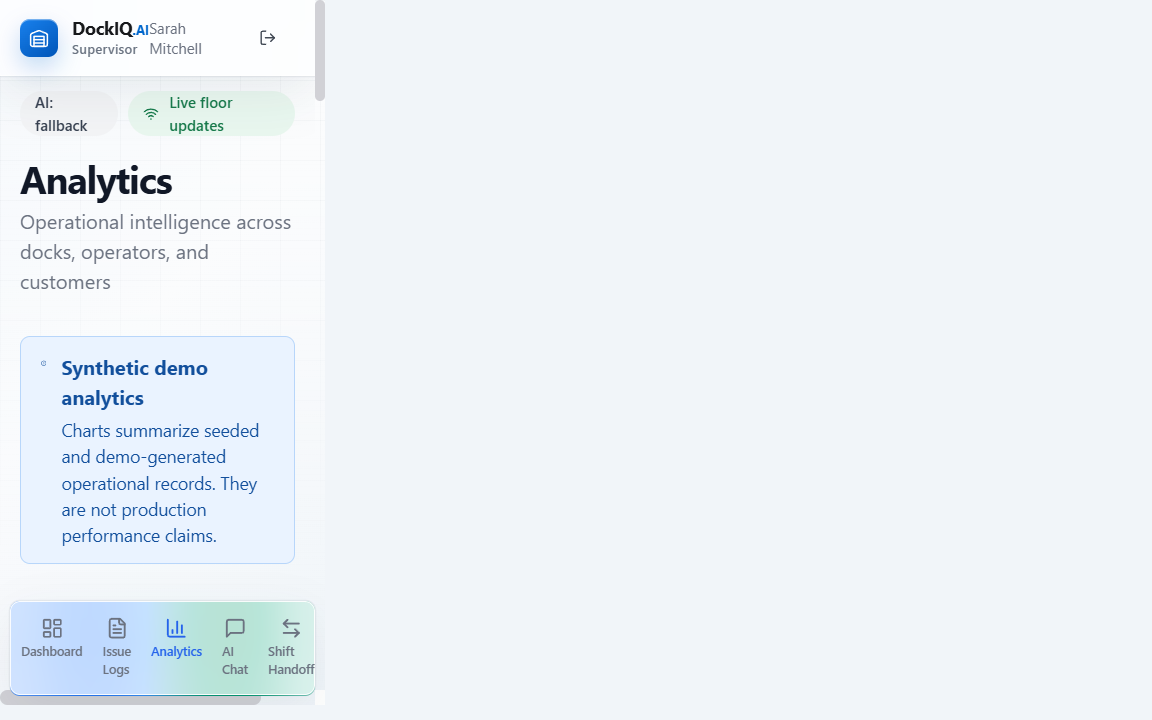 DockIQ.AI
Supervisor
Sarah
Mitchell
AI:
fallback
Live floor
updates
Analytics
Operational intelligence across
docks, operators, and
customers
Synthetic demo
analytics
Charts summarize seeded
and demo-generated
operational records. They
are not production
performance claims.
Dashboard
Issue
Logs
Analytics
AI
Chat
Shift
Handoff